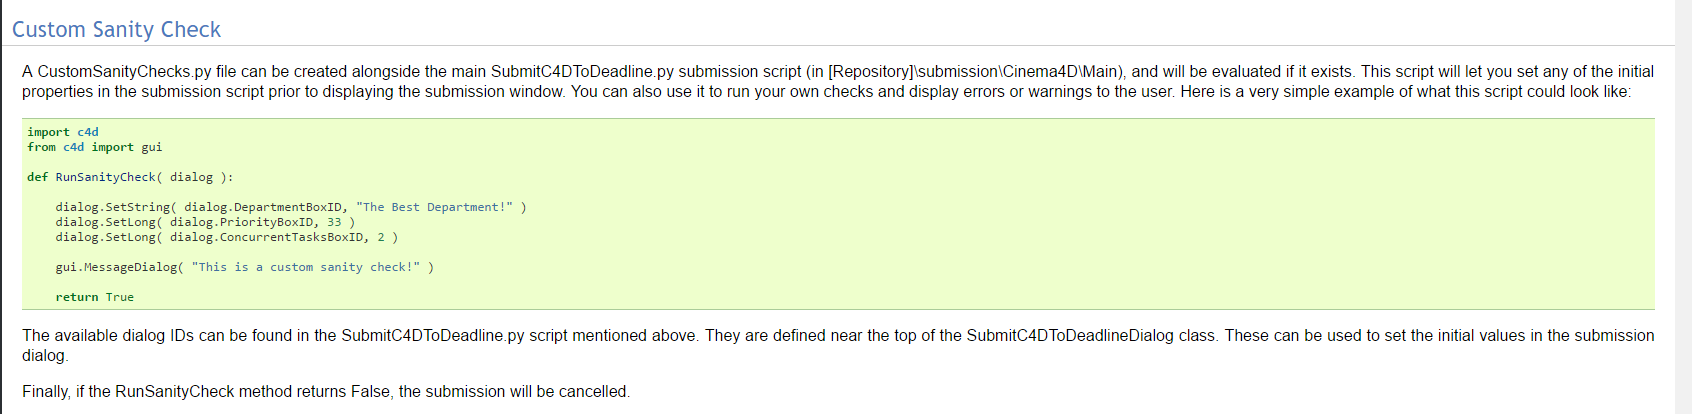 Custom Sanity Check
A CustomSanityChecks.py file can be created alongside the main SubmitC4DToDeadline.py submission script (in [Repository]\submission\Cinema4D\Main), and will be evaluated if it exists. This script will let you set any of the initial
properties in the submission script prior to displaying the submission window. You can also use it to run your own checks and display errors or warnings to the user. Here is a very simple example of what this script could look like:
import c4d
from c4d import gui
def RunSanityCheck( dialog ):
    dialog.SetString( dialog.DepartmentBoxID, "The Best Department!" )
    dialog.SetLong( dialog.PriorityBoxID, 33 )
    dialog.SetLong( dialog.ConcurrentTasksBoxID, 2 )
    gui.MessageDialog( "This is a custom sanity check!" )
    return True
The available dialog IDs can be found in the SubmitC4DToDeadline.py script mentioned above. They are defined near the top of the SubmitC4DToDeadlineDialog class. These can be used to set the initial values in the submission
dialog.
Finally, if the RunSanityCheck method returns False, the submission will be cancelled.